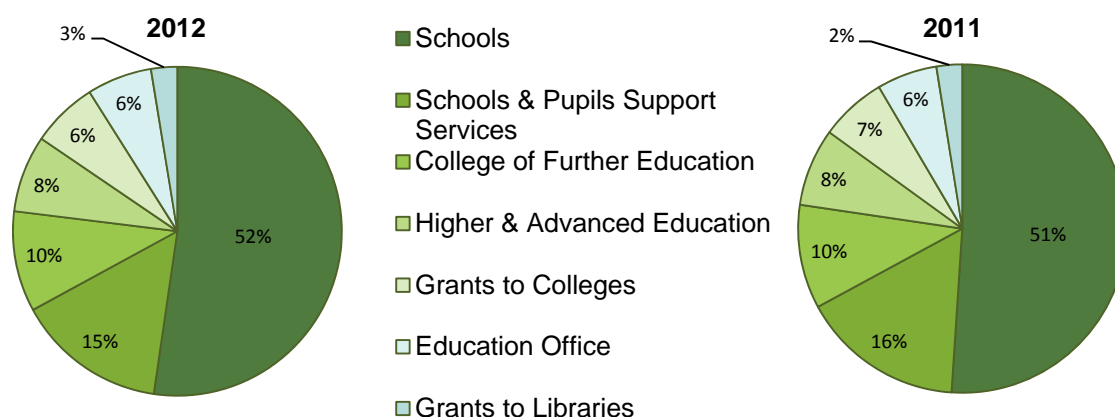 2012
3%
6%
6%
8%
10%
15%
52%
Schools
Schools & Pupils Support
Services
College of Further Education
Higher & Advanced Education
Grants to Colleges
Education Office
Grants to Libraries
2011
2%
6%
7%
8%
10%
16%
51%